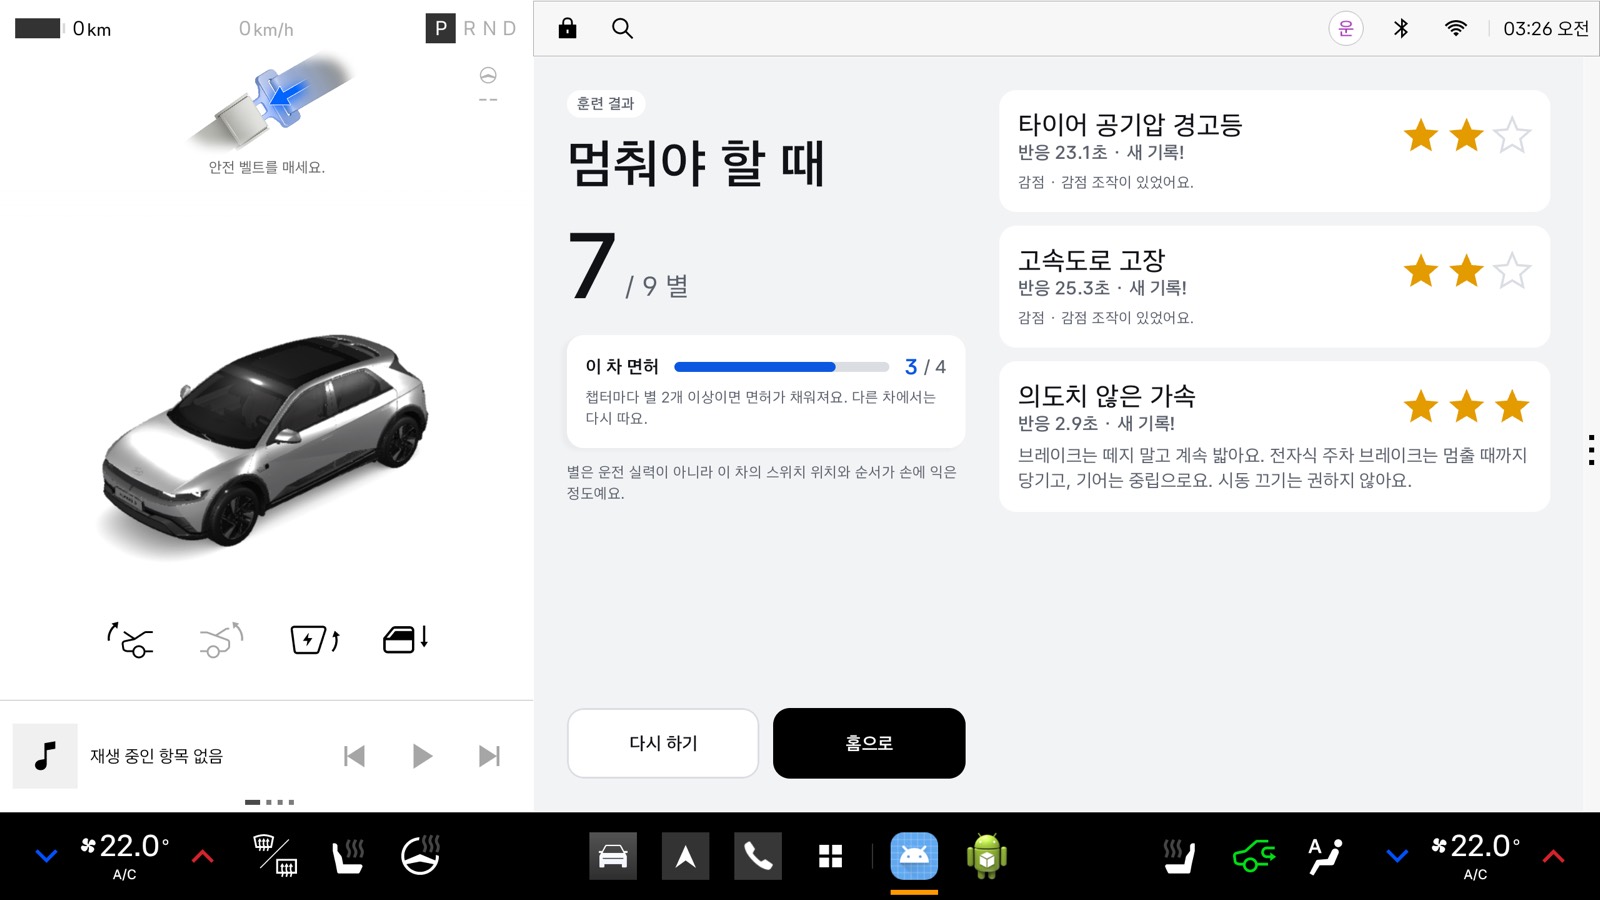 0 km
0 km/h
P R N D
운
03:26 오전
--
안전 벨트를 매세요.
재생 중인 항목 없음
훈련 결과
멈춰야 할 때
7 / 9 별
이 차 면허 3 / 4
챕터마다 별 2개 이상이면 면허가 채워져요. 다른 차에서는
다시 따요.
별은 운전 실력이 아니라 이 차의 스위치 위치와 순서가 손에 익은
정도예요.
다시 하기
홈으로
타이어 공기압 경고등
반응 23.1초 · 새 기록!
감점 · 감점 조작이 있었어요.
고속도로 고장
반응 25.3초 · 새 기록!
감점 · 감점 조작이 있었어요.
의도치 않은 가속
반응 2.9초 · 새 기록!
브레이크는 떼지 말고 계속 밟아요. 전자식 주차 브레이크는 멈출 때까지
당기고, 기어는 중립으로요. 시동 끄기는 권하지 않아요.
22.0°
A/C
A
22.0°
A/C